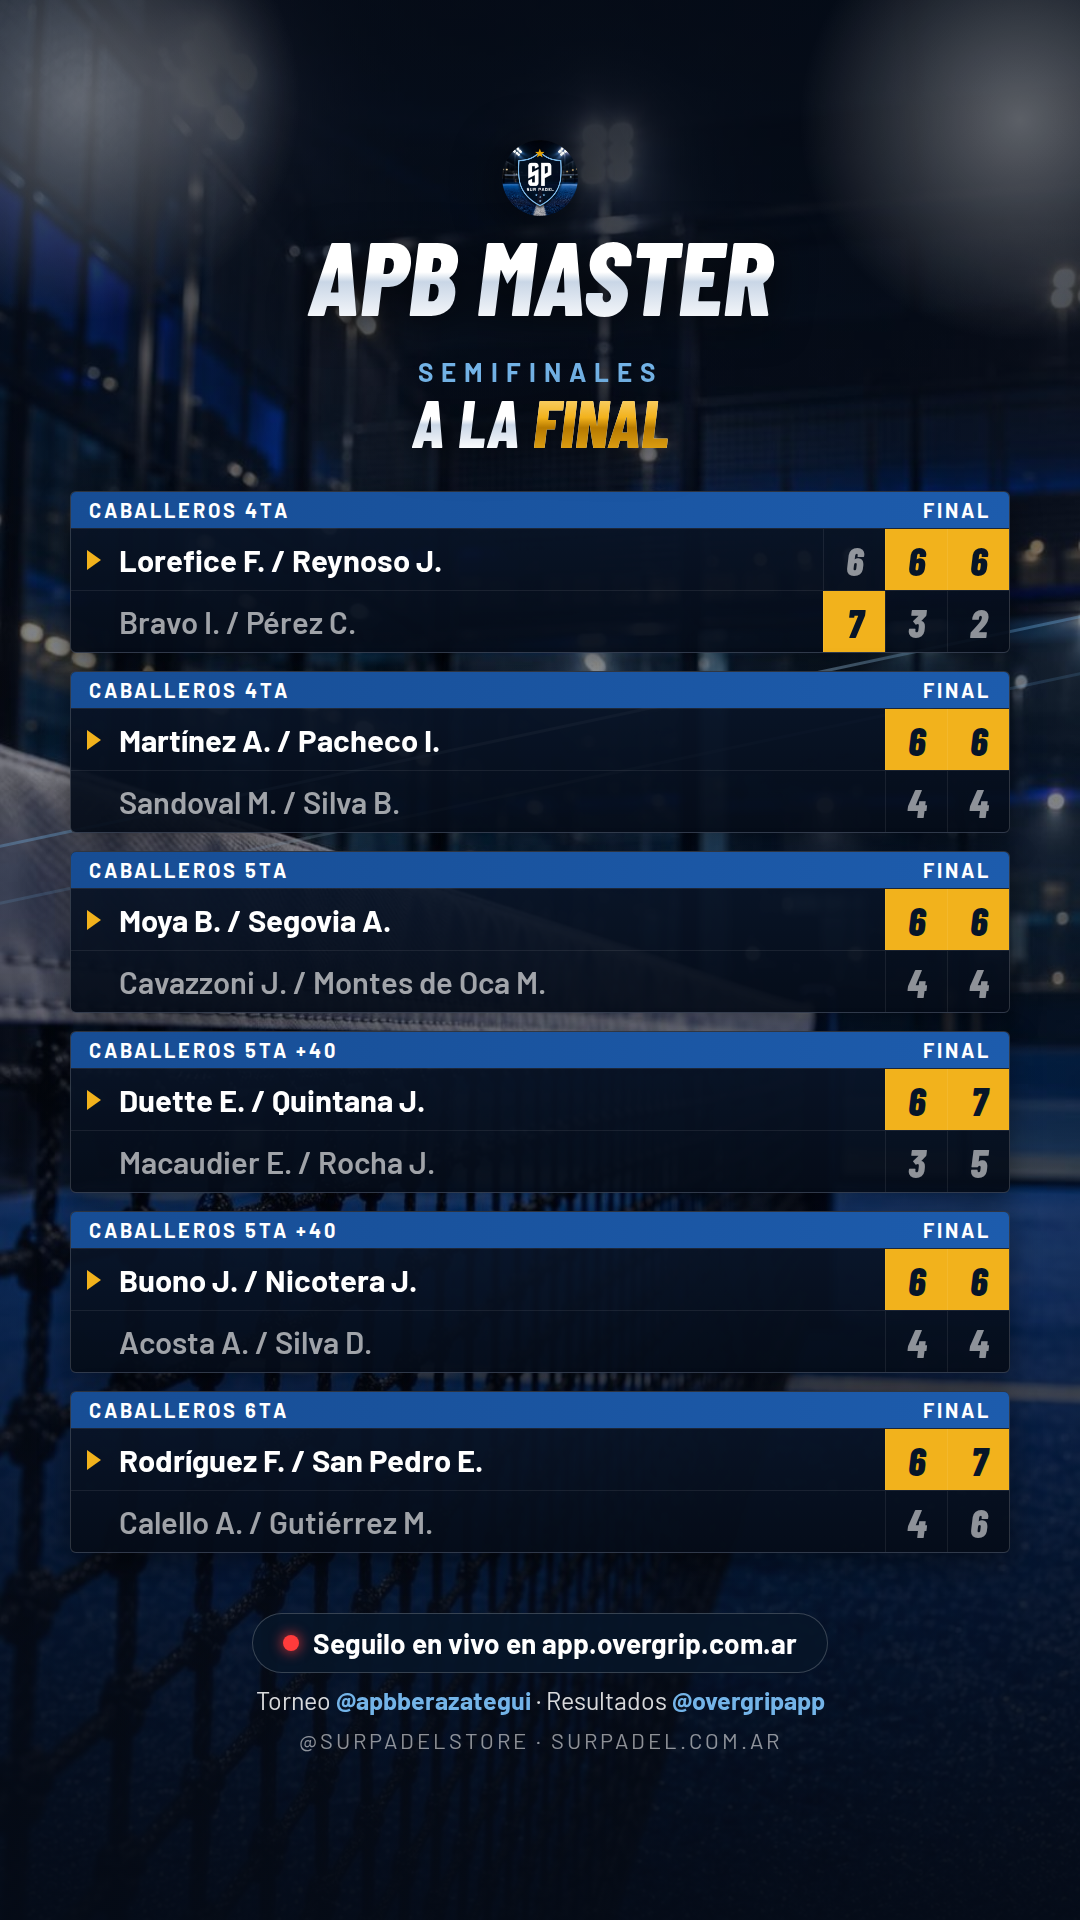 SP
SUR PADEL
APB MASTER
SEMIFINALES
A LA FINAL
CABALLEROS 4TA FINAL
Lorefice F. / Reynoso J. 6 6 6
Bravo I. / Pérez C. 7 3 2
CABALLEROS 4TA FINAL
Martínez A. / Pacheco I. 6 6
Sandoval M. / Silva B. 4 4
CABALLEROS 5TA FINAL
Moya B. / Segovia A. 6 6
Cavazzoni J. / Montes de Oca M. 4 4
CABALLEROS 5TA +40 FINAL
Duette E. / Quintana J. 6 7
Macaudier E. / Rocha J. 3 5
CABALLEROS 5TA +40 FINAL
Buono J. / Nicotera J. 6 6
Acosta A. / Silva D. 4 4
CABALLEROS 6TA FINAL
Rodríguez F. / San Pedro E. 6 7
Calello A. / Gutiérrez M. 4 6
Seguilo en vivo en app.overgrip.com.ar
Torneo @apbberazategui · Resultados @overgripapp
@SURPADELSTORE · SURPADEL.COM.AR